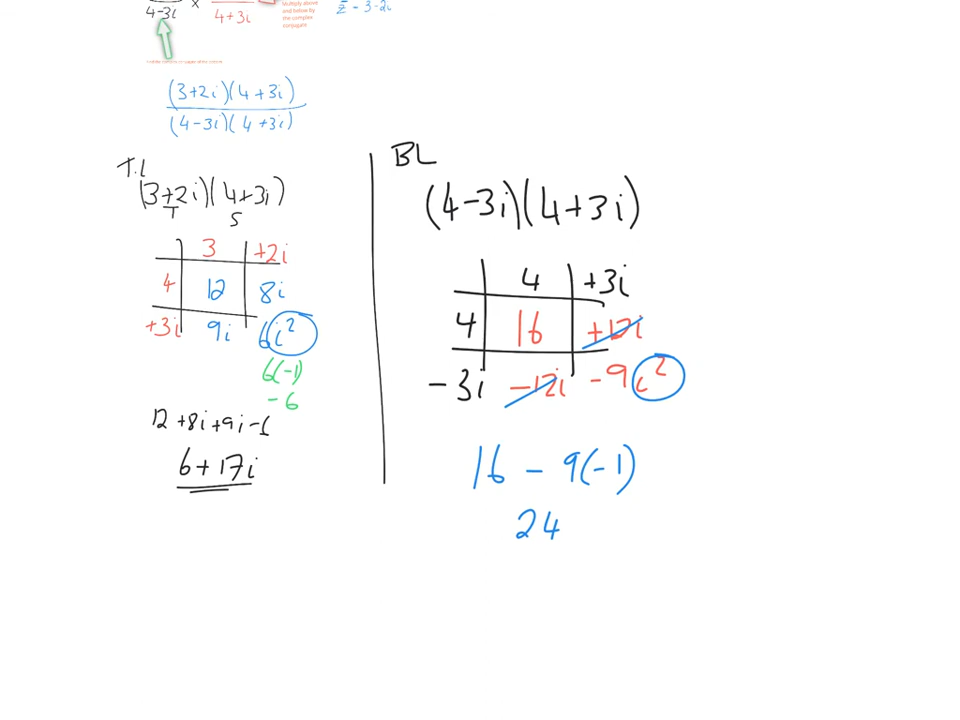 4-3i × 4+3i
Multiply above
and below by
the complex
conjugate
z̄ = 3-2i
(3+2i)(4+3i)
(4-3i)(4+3i)
T.L
(3+2i)(4+3i)
T S
3 +2i
4 12 8i
+3i 9i 6i²
6(-1)
-6
12 +8i+9i-6
6+17i
BL
(4-3i)(4+3i)
4 +3i
4 16 +12i
-3i -12i -9i²
16 - 9(-1)
24